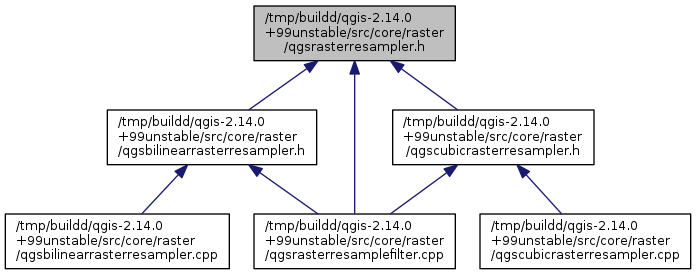 /tmp/buildd/qgis-2.14.0
+99unstable/src/core/raster
/qgsrasterresampler.h
/tmp/buildd/qgis-2.14.0
+99unstable/src/core/raster
/qgsbilinearrasterresampler.h
/tmp/buildd/qgis-2.14.0
+99unstable/src/core/raster
/qgscubicrasterresampler.h
/tmp/buildd/qgis-2.14.0
+99unstable/src/core/raster
/qgsbilinearrasterresampler.cpp
/tmp/buildd/qgis-2.14.0
+99unstable/src/core/raster
/qgsrasterresamplefilter.cpp
/tmp/buildd/qgis-2.14.0
+99unstable/src/core/raster
/qgscubicrasterresampler.cpp